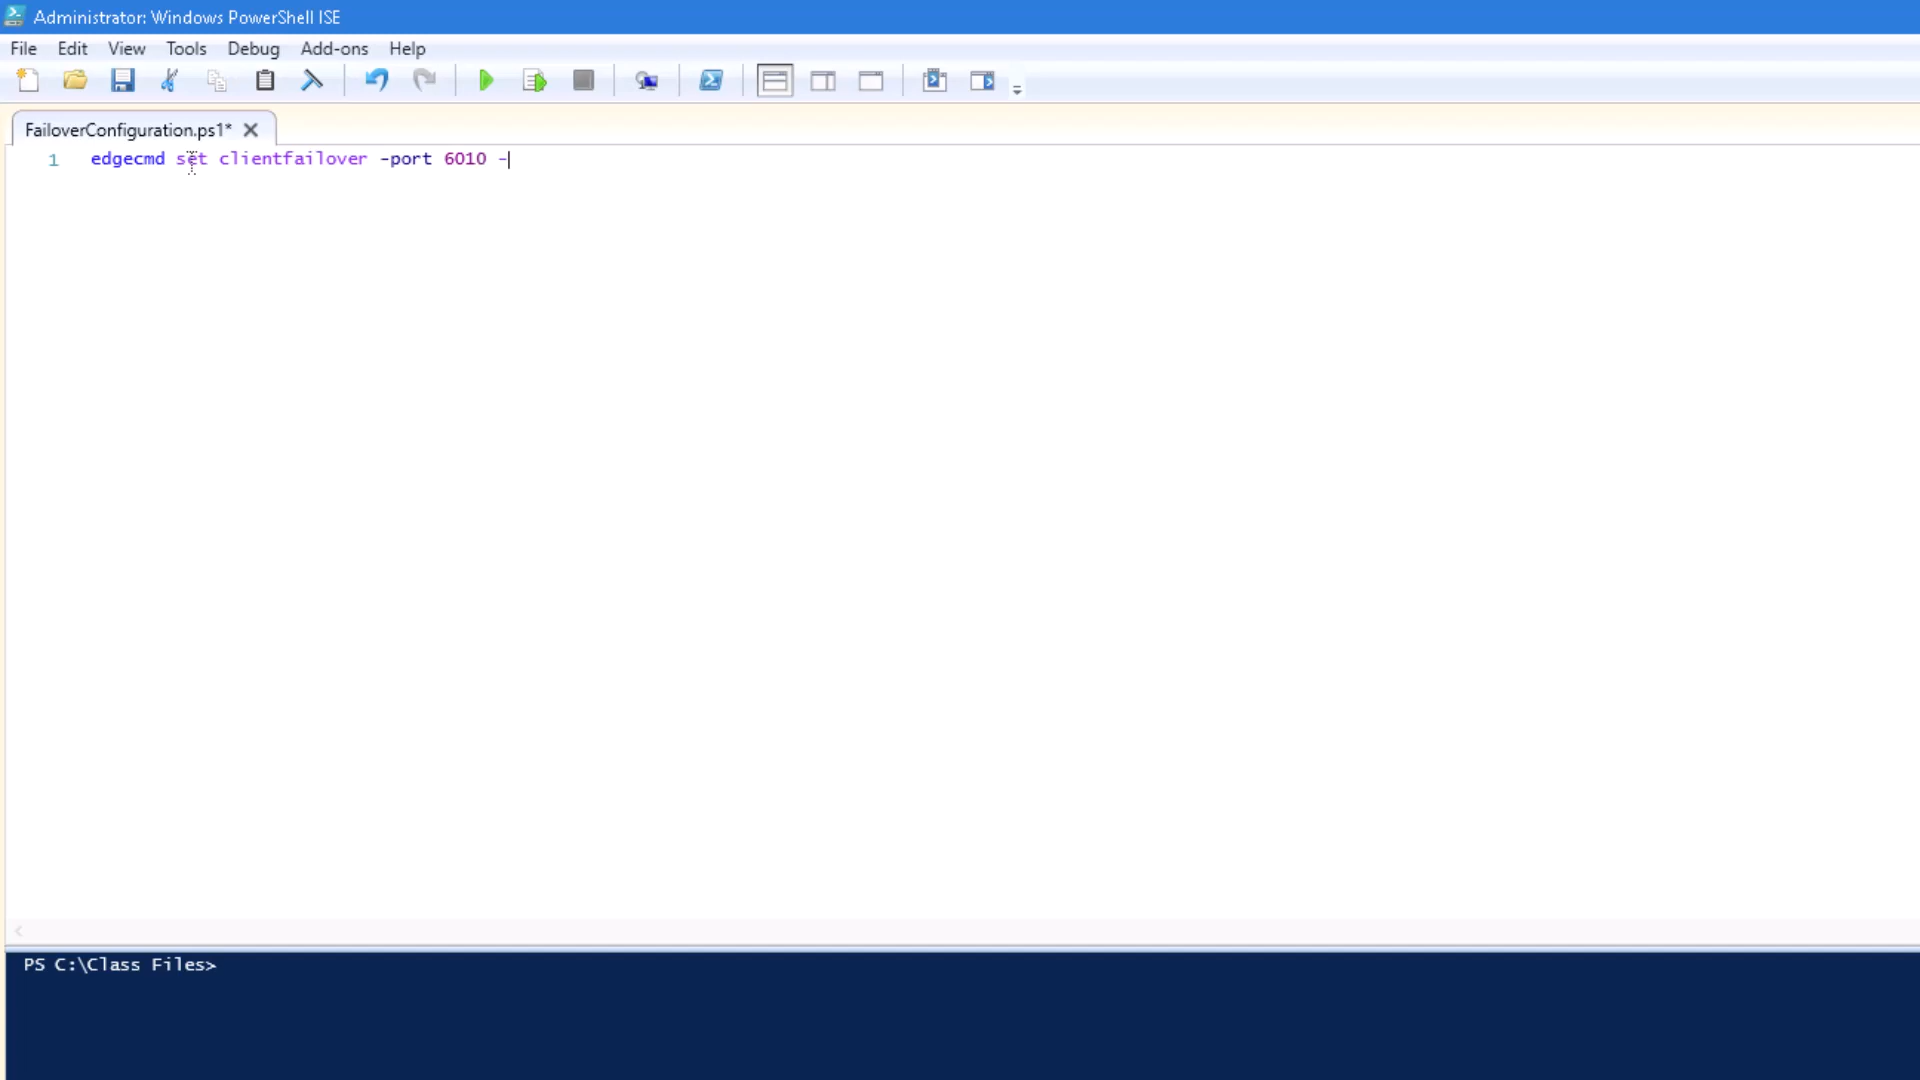 Administrator: Windows PowerShell ISE
File Edit View Tools Debug Add-ons Help
FailoverConfiguration.ps1*
1 edgecmd set clientfailover -port 6010 -
PS C:\Class Files>